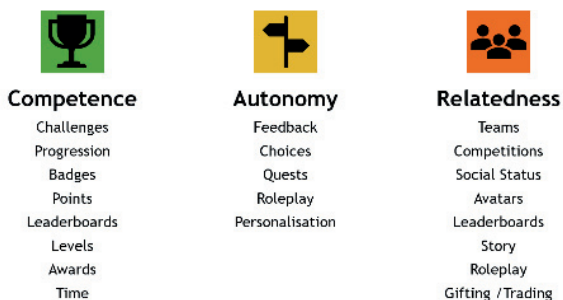 Competence
Challenges
Progression
Badges
Points
Leaderboards
Levels
Awards
Time
Autonomy
Feedback
Choices
Quests
Roleplay
Personalisation
Relatedness
Teams
Competitions
Social Status
Avatars
Leaderboards
Story
Roleplay
Gifting / Trading